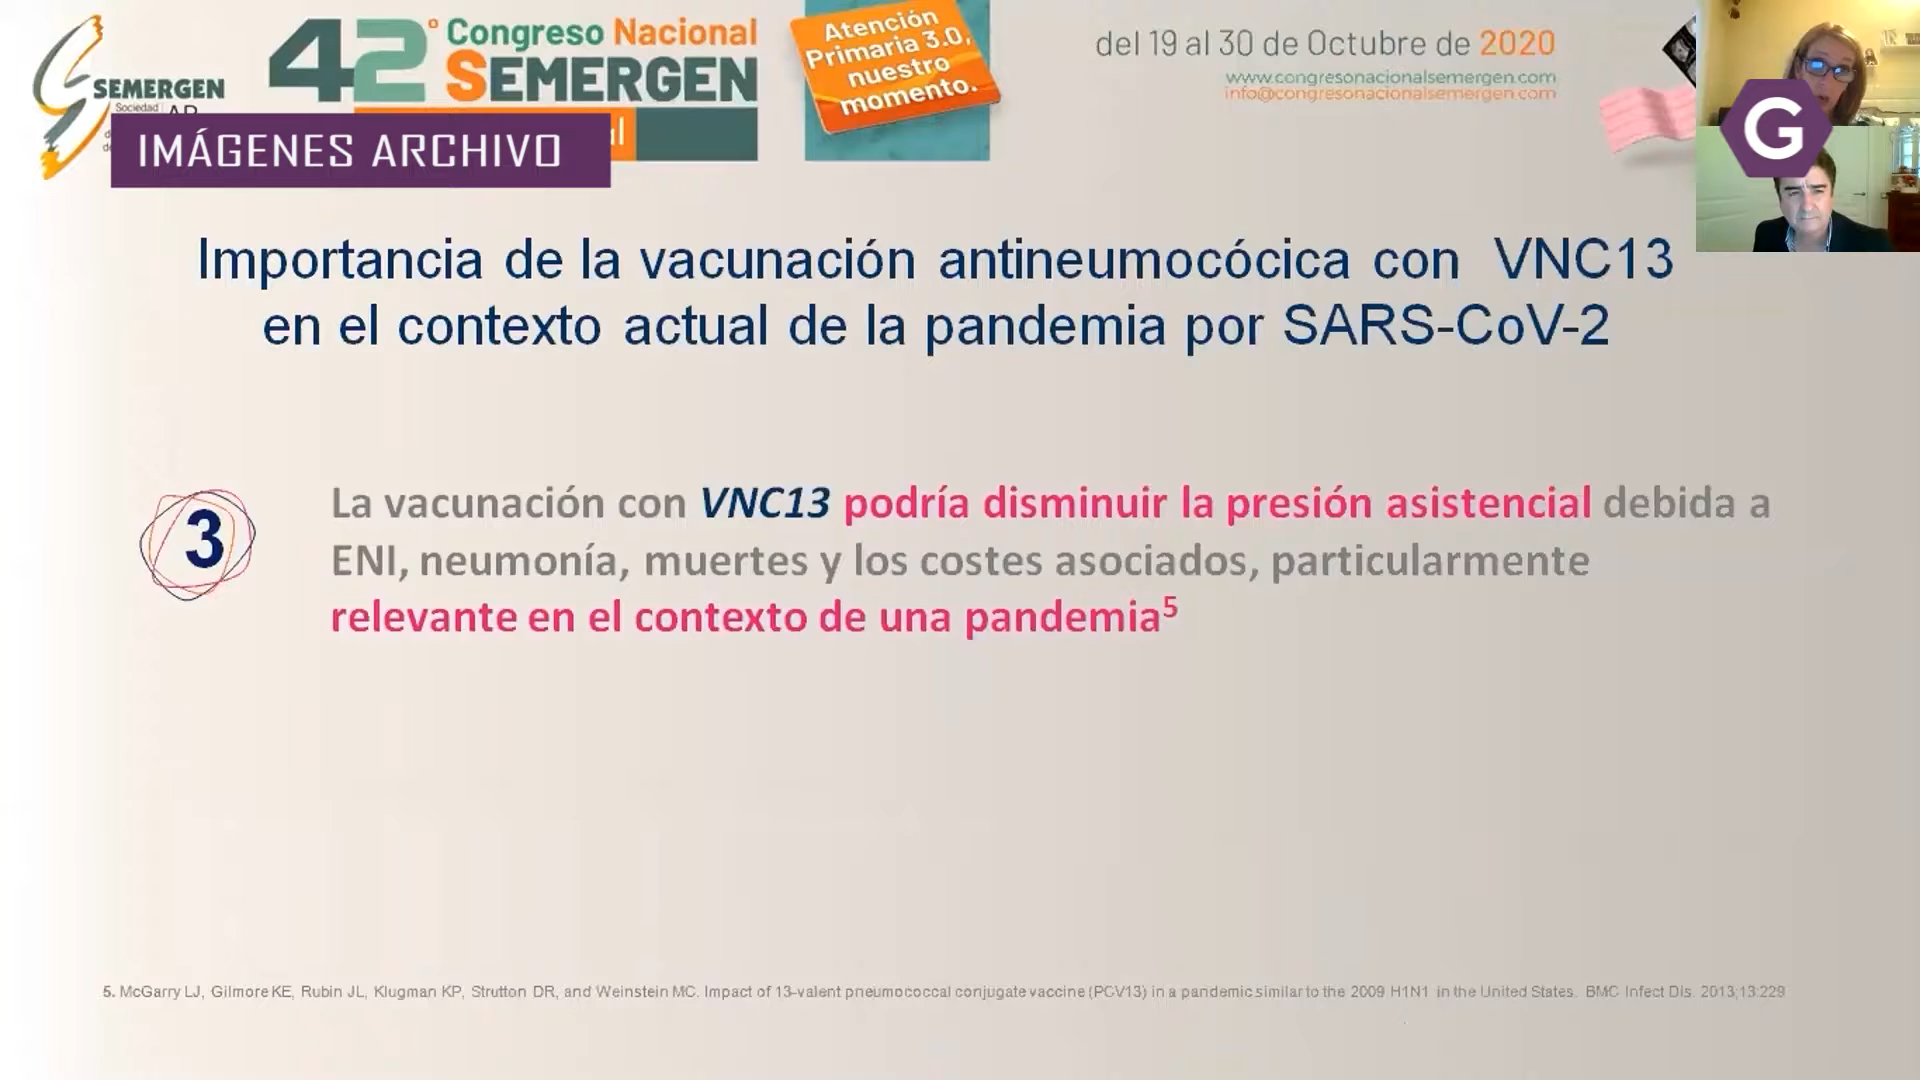 SEMERGEN
Sociedad
42º Congreso Nacional
SEMERGEN
Atención
Primaria 3.0,
nuestro
momento.
del 19 al 30 de Octubre de 2020
www.congresonacionalsemergen.com
info@congresonacionalsemergen.com
IMÁGENES ARCHIVO
G
Importancia de la vacunación antineumocócica con VNC13
en el contexto actual de la pandemia por SARS-CoV-2
3
La vacunación con VNC13 podría disminuir la presión asistencial debida a
ENI, neumonía, muertes y los costes asociados, particularmente
relevante en el contexto de una pandemia⁵
5. McGarry LJ, Gilmore KE, Rubin JL, Klugman KP, Strutton DR, and Weinstein MC. Impact of 13-valent pneumococcal conjugate vaccine (PCV13) in a pandemic similar to the 2009 H1N1 in the United States. BMC Infect Dis. 2013;13:229